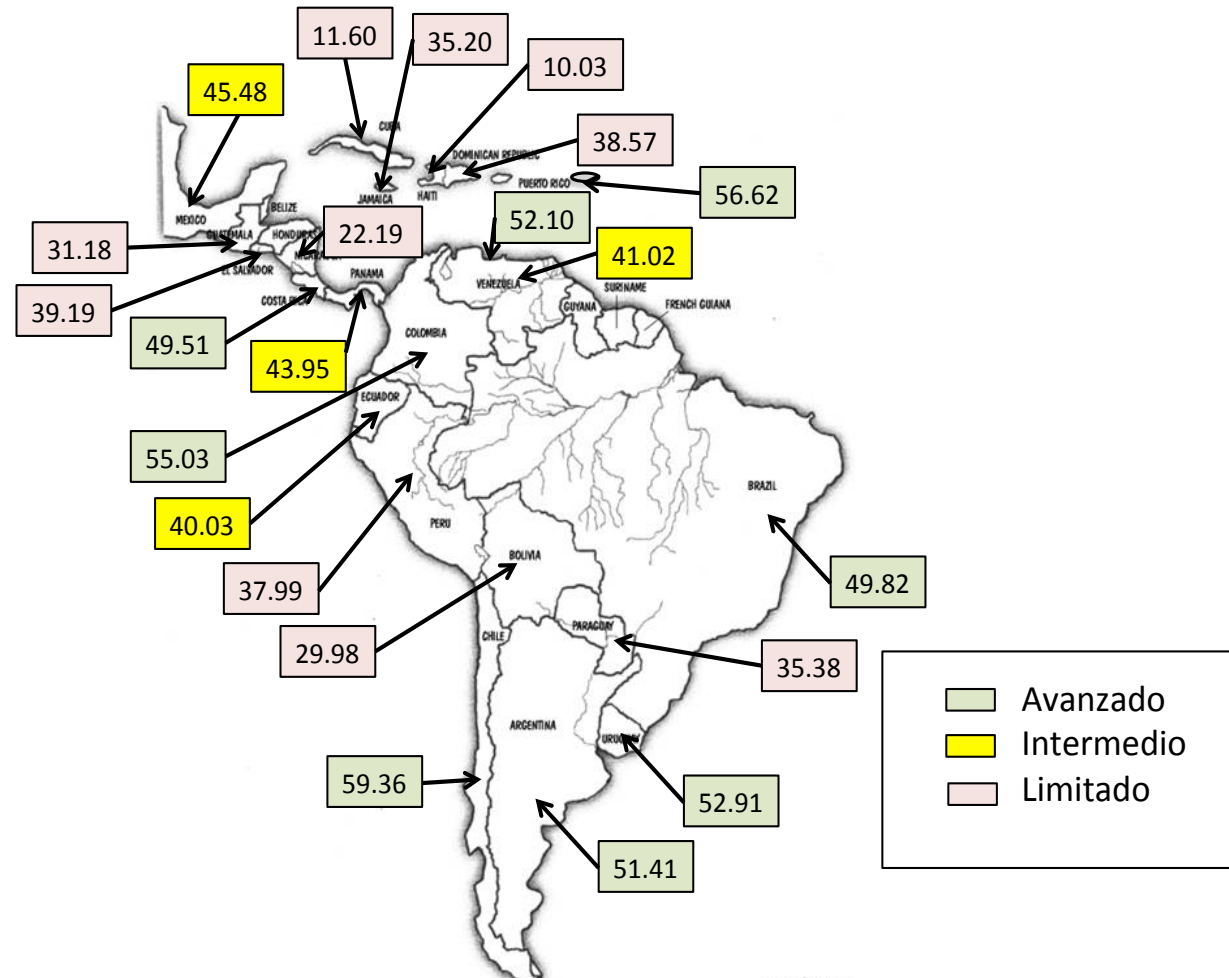 11.60
35.20
10.03
45.48
CUBA
DOMINICAN REPUBLIC
38.57
PUERTO RICO
56.62
JAMAICA
HAITI
MEXICO
BELIZE
GUATEMALA
HONDURAS
22.19
52.10
31.18
NICARAGUA
41.02
EL SALVADOR
PANAMA
VENEZUELA
SURINAME
39.19
COSTA RICA
GUYANA
FRENCH GUIANA
49.51
43.95
COLOMBIA
ECUADOR
55.03
BRAZIL
40.03
PERU
BOLIVIA
37.99
49.82
29.98
CHILE
PARAGUAY
35.38
ARGENTINA
URUGUAY
Avanzado
Intermedio
Limitado
59.36
52.91
51.41